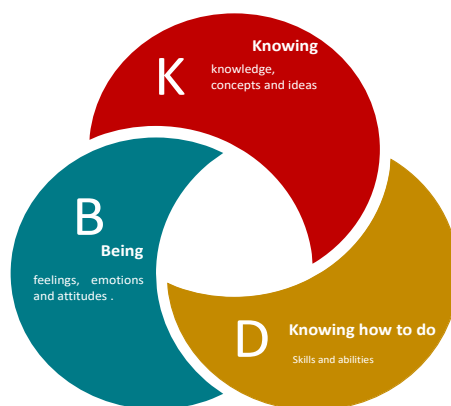 K
Knowing
knowledge,
concepts and ideas
B
Being
feelings, emotions
and attitudes .
D
Knowing how to do
Skills and abilities